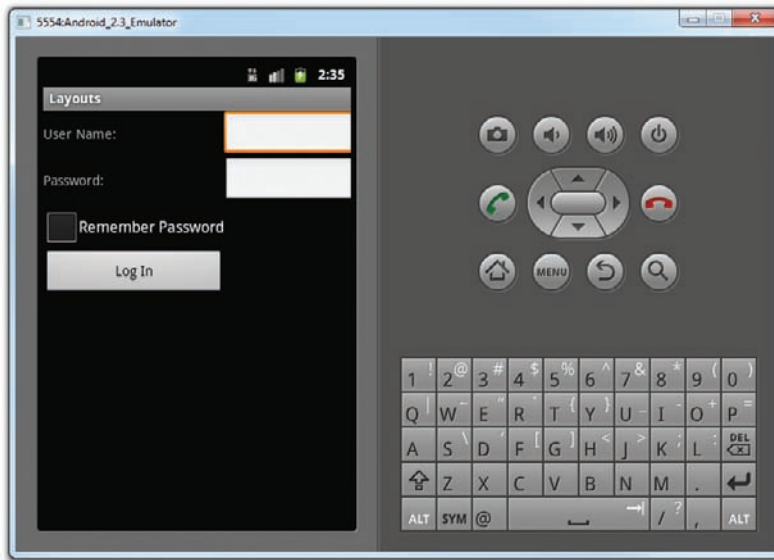 5554:Android_2.3_Emulator
3G 2:35
Layouts
User Name:
Password:
Remember Password
Log In
MENU
1 ! 2 @ 3 # 4 $ 5 % 6 ^ 7 & 8 * 9 ( 0 )
Q | W ~ E " R ` T { Y } U _ I - O + P =
A S \ D ' F [ G ] H < J > K ; L : DEL
Z X C V B N M .
ALT SYM @ / ? , ALT